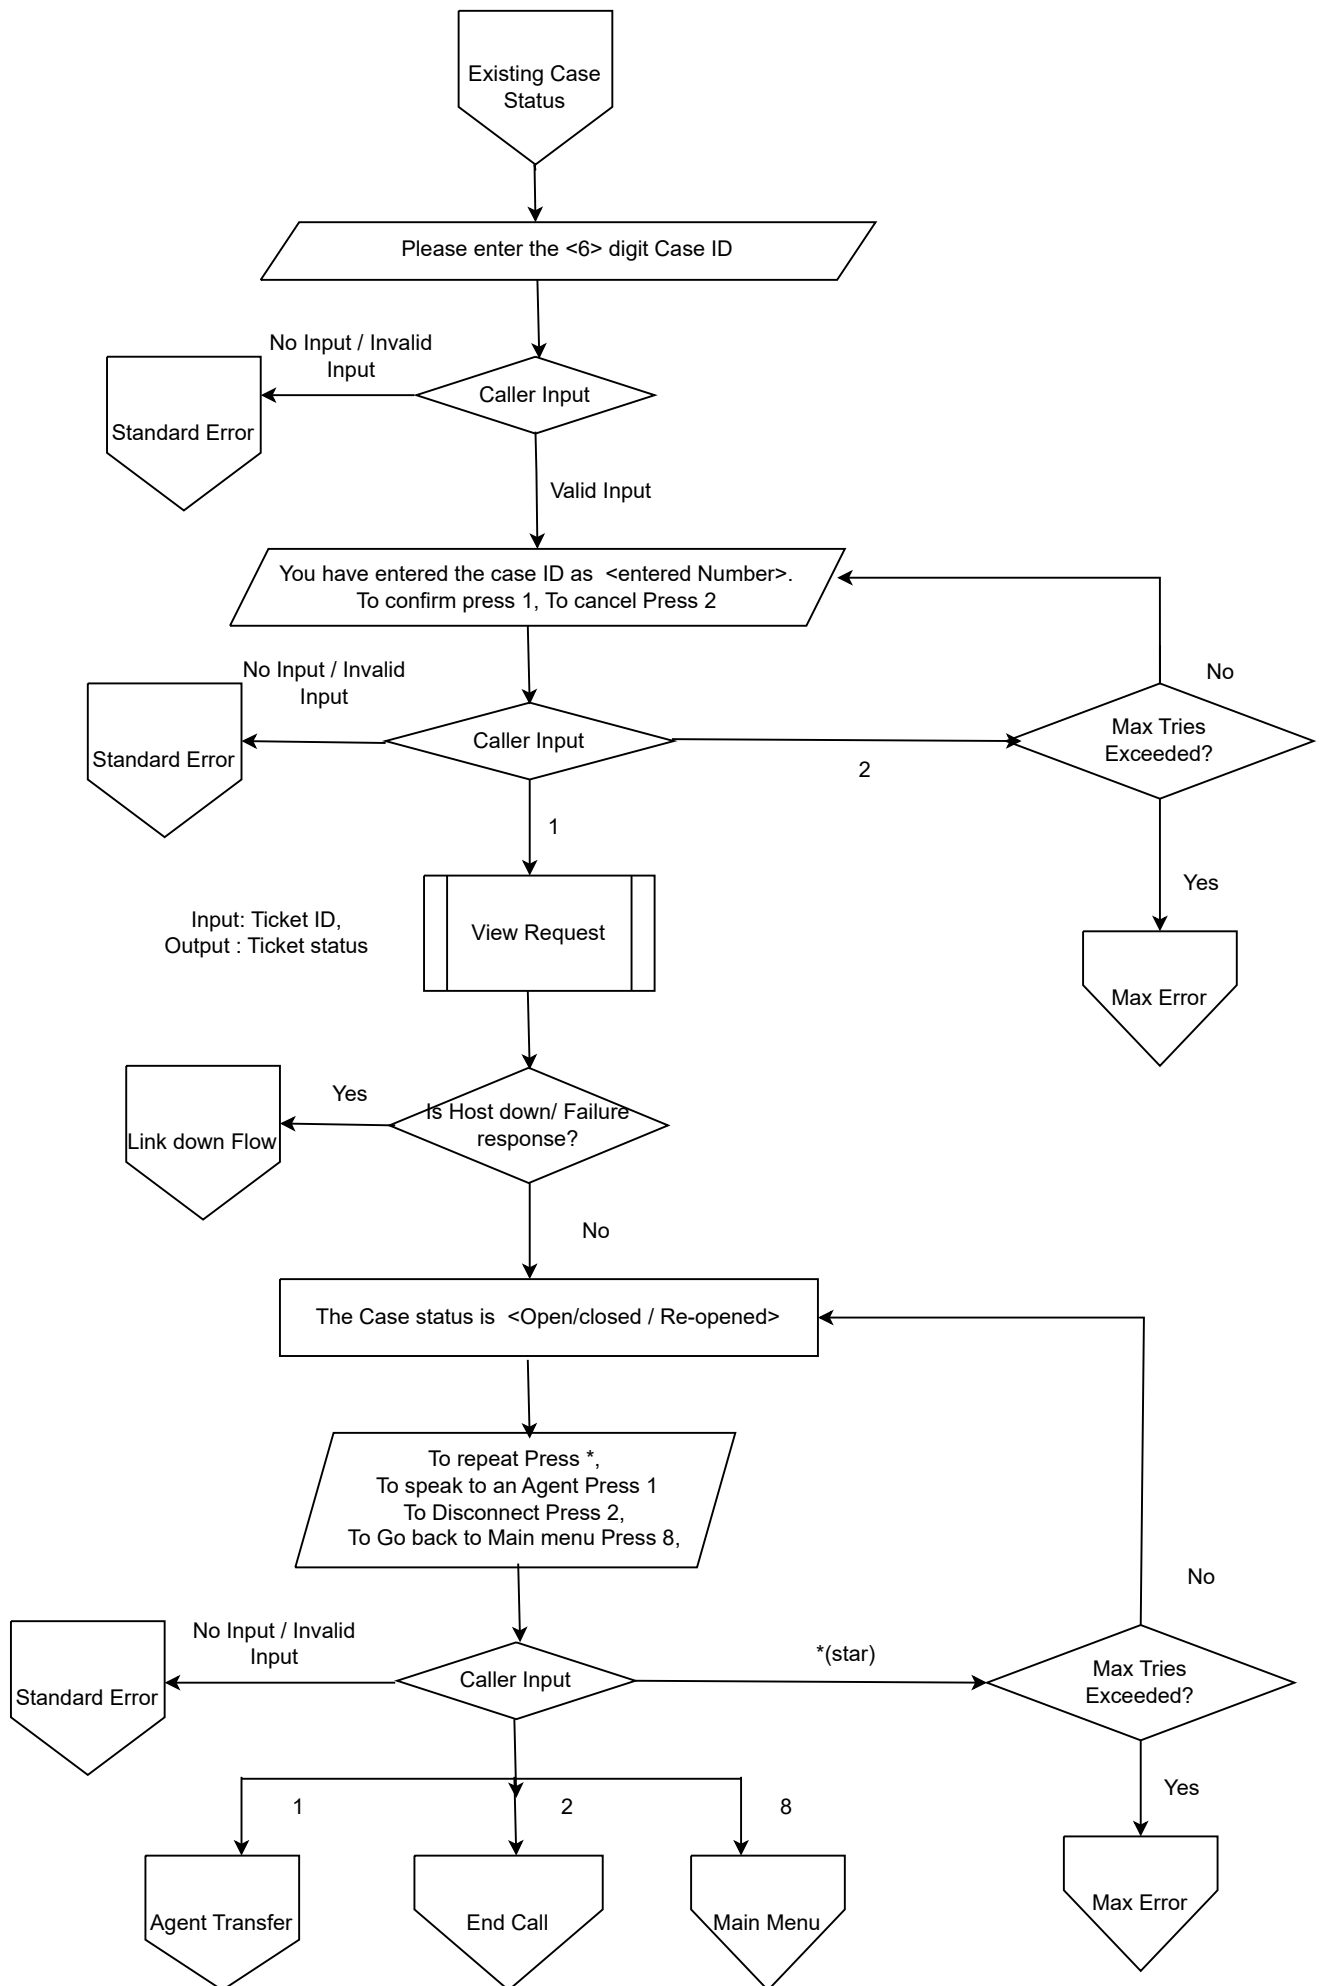 Existing Case
Status
Please enter the <6> digit Case ID
No Input / Invalid
Input
Caller Input
Standard Error
Valid Input
You have entered the case ID as  <entered Number>.
To confirm press 1, To cancel Press 2
No Input / Invalid
Input
No
Standard Error
Caller Input
Max Tries
Exceeded?
2
1
Yes
Input: Ticket ID,
Output : Ticket status
View Request
Max Error
Yes
Is Host down/ Failure
response?
Link down Flow
No
The Case status is  <Open/closed / Re-opened>
To repeat Press *,
To speak to an Agent Press 1
To Disconnect Press 2,
To Go back to Main menu Press 8,
No
No Input / Invalid
Input
*(star)
Standard Error
Caller Input
Max Tries
Exceeded?
Yes
1
2
8
Agent Transfer
End Call
Main Menu
Max Error